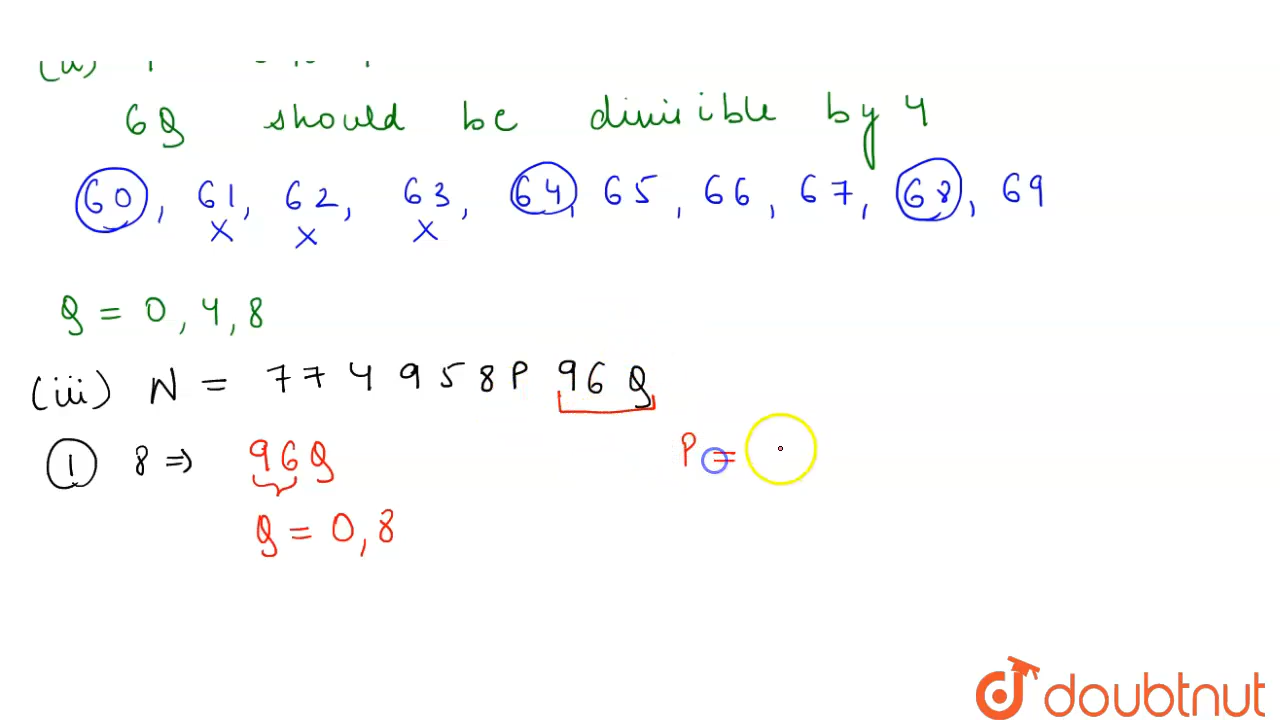 6Q should be divisible by 4
60, 61, 62, 63, 64, 65, 66, 67, 68, 69
x x x
Q = 0, 4, 8
(iii) N = 774958P96Q
1 8 ⇒ 96Q
P =
Q = 0, 8
doubtnut